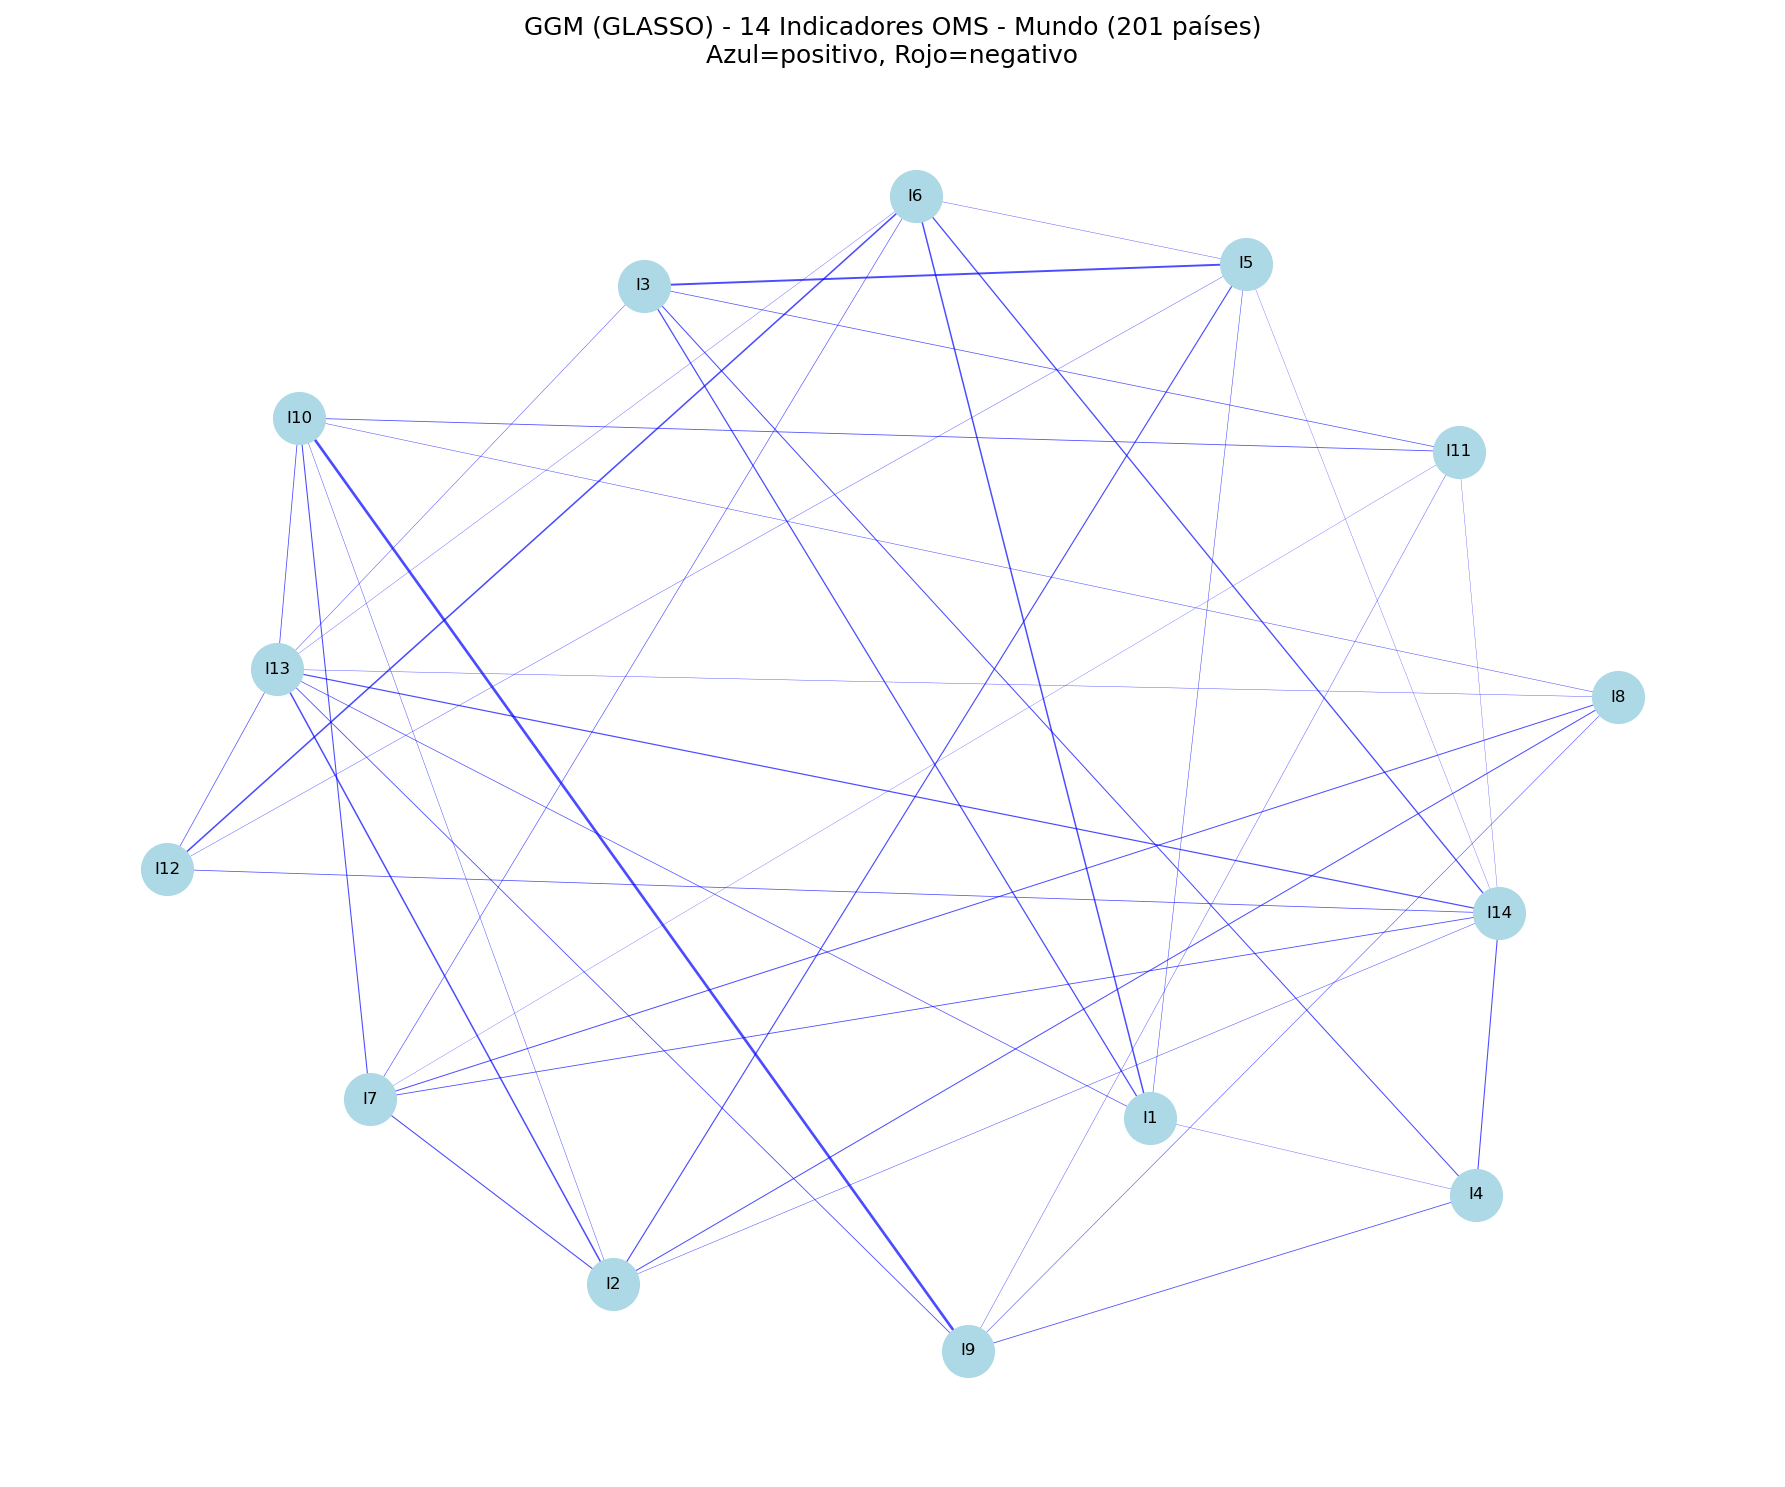 GGM (GLASSO) - 14 Indicadores OMS - Mundo (201 países)
Azul=positivo, Rojo=negativo
I6
I5
I3
I10
I11
I13
I8
I12
I14
I7
I1
I4
I2
I9